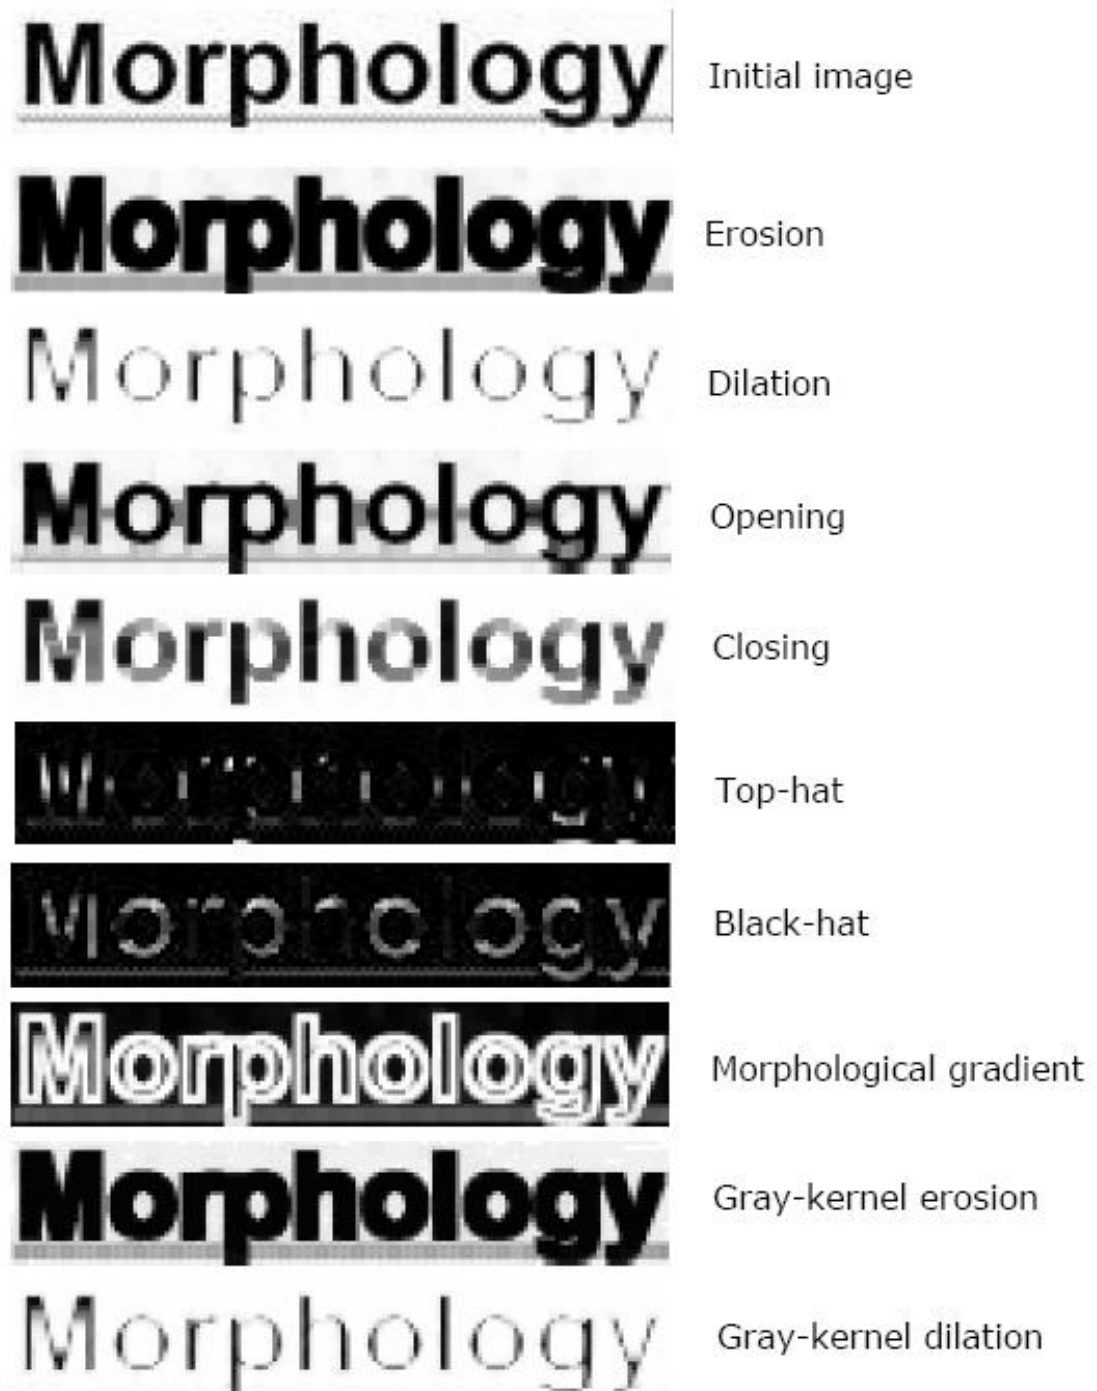 Morphology Initial image
Morphology Erosion
Morphology Dilation
Morphology Opening
Morphology Closing
Morphology Top-hat
Morphology Black-hat
Morphology Morphological gradient
Morphology Gray-kernel erosion
Morphology Gray-kernel dilation